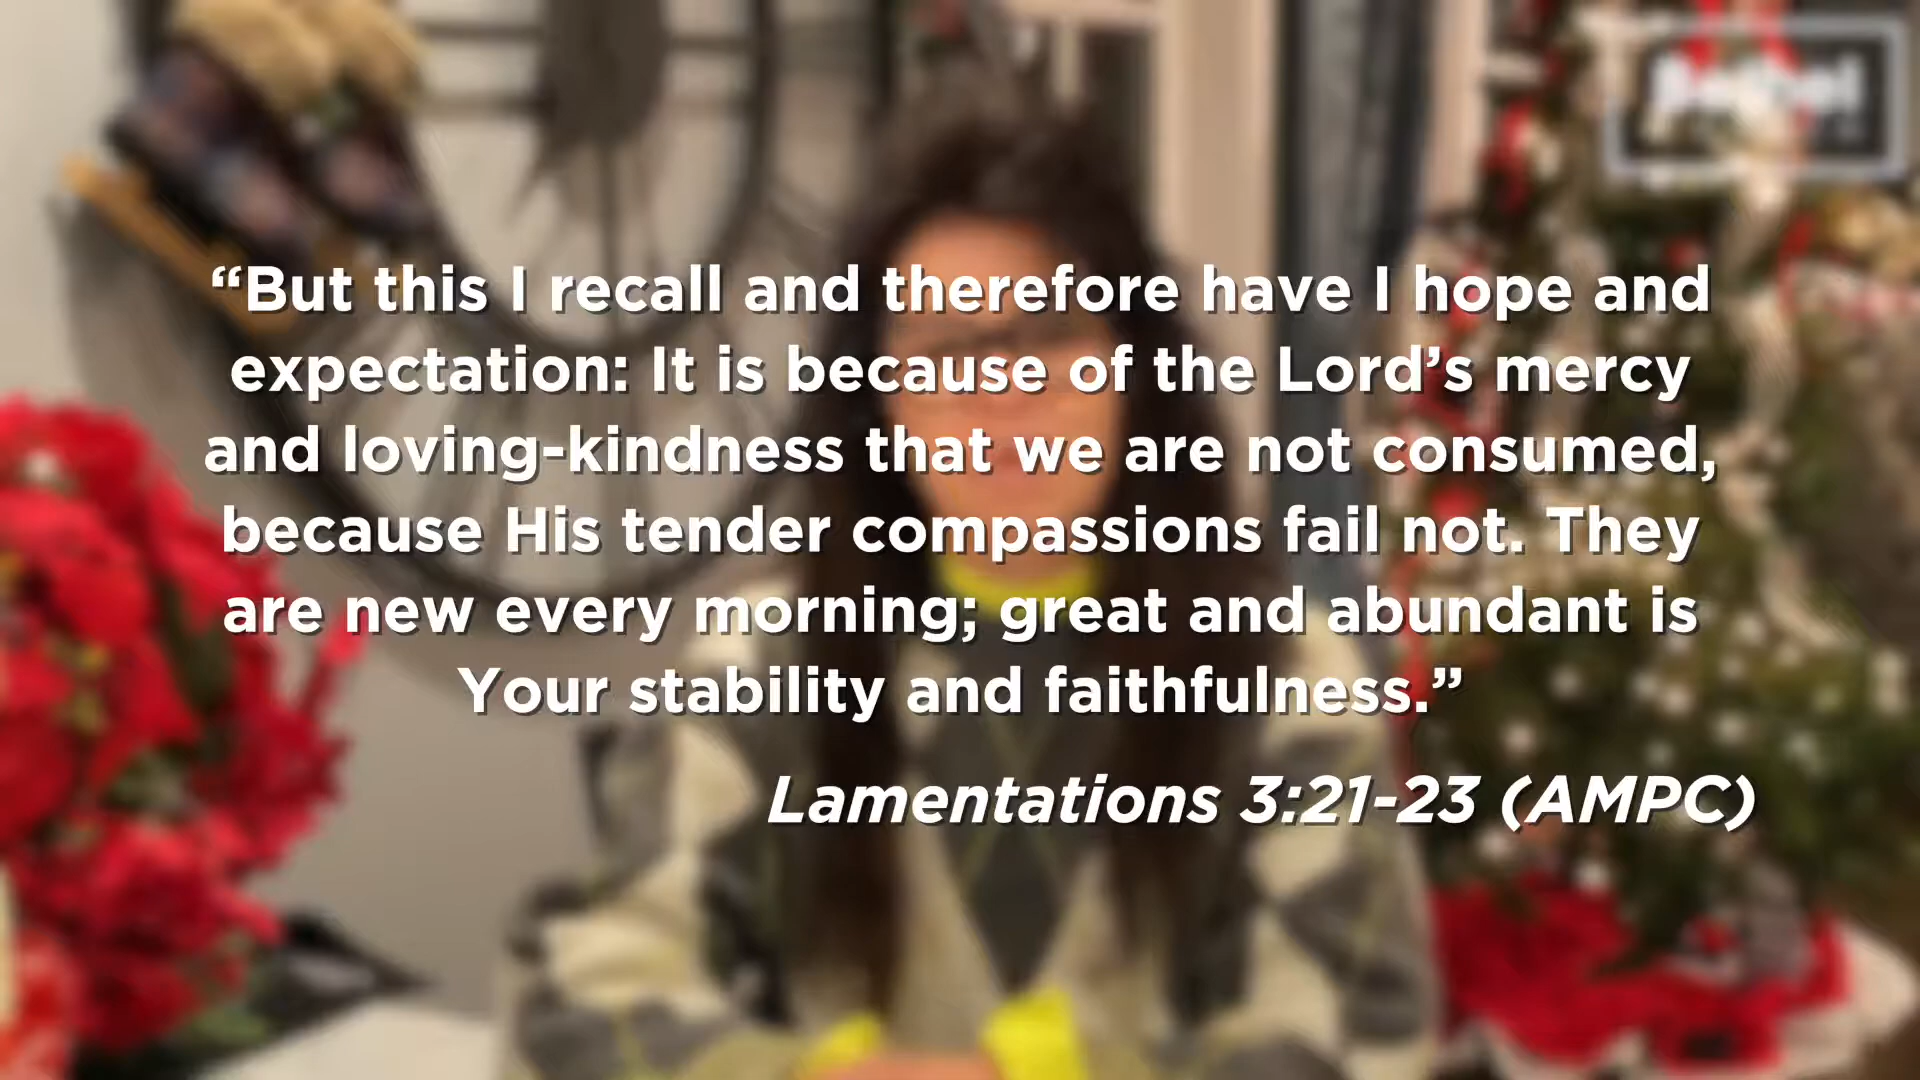 “But this I recall and therefore have I hope and
expectation: It is because of the Lord’s mercy
and loving-kindness that we are not consumed,
because His tender compassions fail not. They
are new every morning; great and abundant is
Your stability and faithfulness.”
Lamentations 3:21-23 (AMPC)